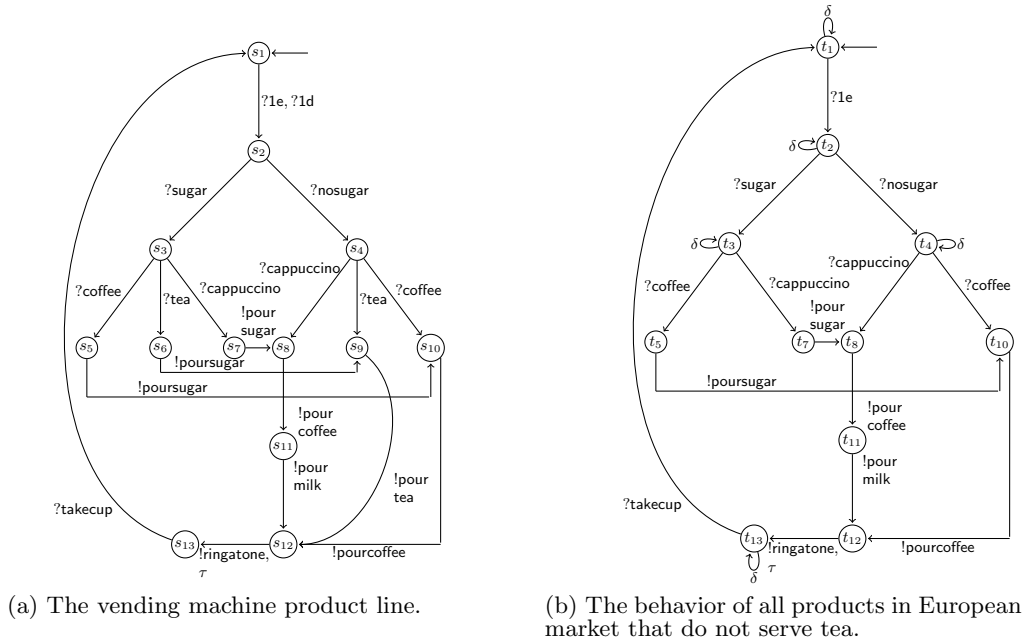 s1
?1e, ?1d
s2
?sugar
?nosugar
s3
s4
?coffee
?tea
?cappuccino
?cappuccino
?tea
?coffee
!pour
sugar
s5
s6
s7
s8
s9
s10
!poursugar
!poursugar
!pour
coffee
s11
!pour
milk
!pour
tea
?takecup
s13
!ringatone,
τ
s12
!pourcoffee
(a) The vending machine product line.
δ
t1
?1e
δ
t2
?sugar
?nosugar
δ
t3
t4
δ
?coffee
?cappuccino
?cappuccino
?coffee
!pour
sugar
t5
t7
t8
t10
!poursugar
!pour
coffee
t11
!pour
milk
?takecup
t13
!ringatone,
τ
t12
!pourcoffee
δ
(b) The behavior of all products in European
market that do not serve tea.